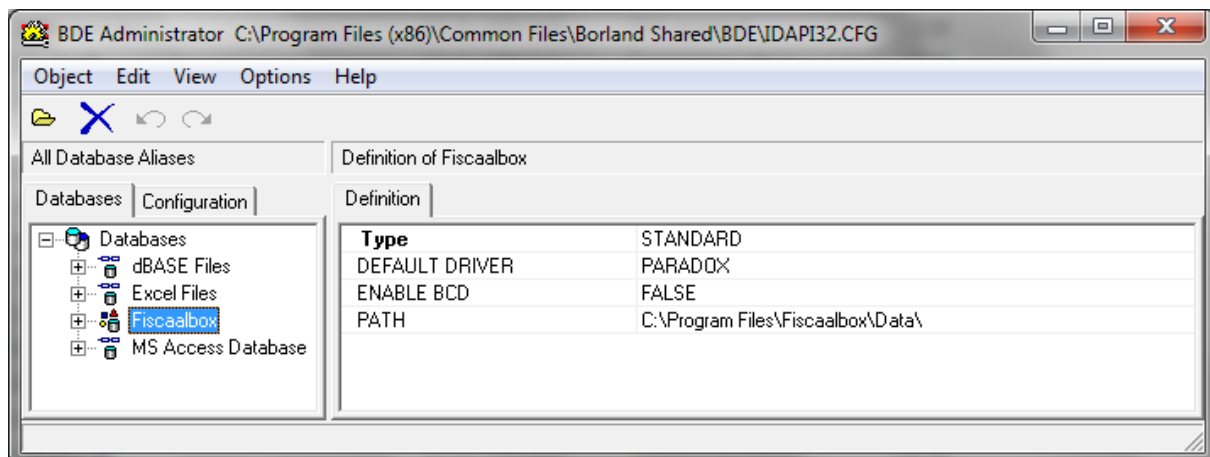 BDE Administrator C:\Program Files (x86)\Common Files\Borland Shared\BDE\IDAPI32.CFG
Object Edit View Options Help
All Database Aliases Definition of Fiscaalbox
Databases Configuration Definition
Databases Type STANDARD
dBASE Files DEFAULT DRIVER PARADOX
Excel Files ENABLE BCD FALSE
Fiscaalbox PATH C:\Program Files\Fiscaalbox\Data\
MS Access Database